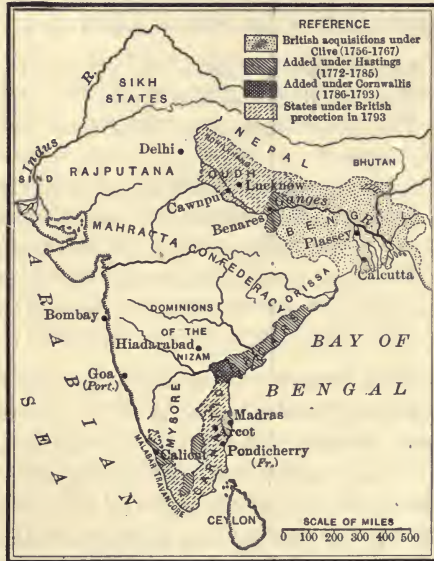 REFERENCE
British acquisitions under
Clive (1756-1767)
Added under Hastings
(1772-1785)
Added under Cornwallis
(1786-1793)
States under British
protection in 1793
SIKH
STATES
Indus R.
SIND
Delhi
RAJPUTANA
NEPAL
BHUTAN
OUDH
Lucknow
Cawnpur
Benares
Ganges R.
BENGAL
Plassey
Calcutta
MAHRATTA CONFEDERACY
ORISSA
Bombay
DOMINIONS
OF THE
NIZAM
Hiadarabad
Goa
(Port.)
ARABIAN SEA
BAY OF
BENGAL
MYSORE
CARNATIC
Madras
Arcot
Pondicherry
(Fr.)
Calicut
MALABAR
TRAVANCORE
CEYLON
SCALE OF MILES
0 100 200 300 400 500